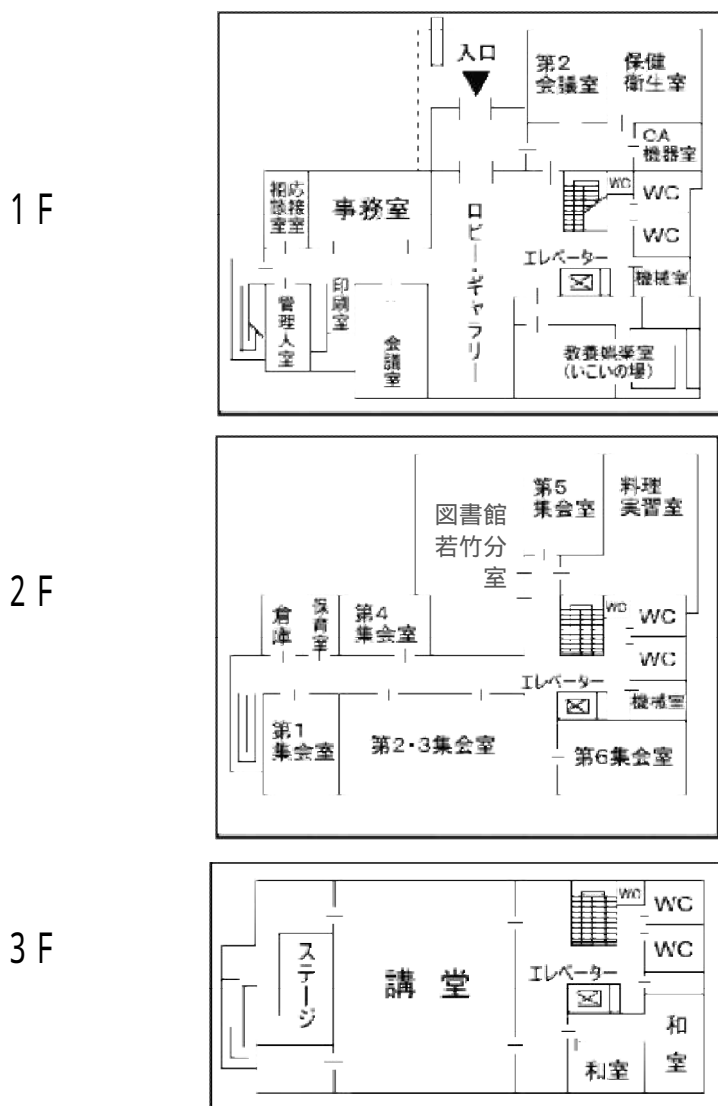 1F
入口
第2
会議室
保健
衛生室
CA
機器室
WC
WC
WC
相談室
応接室
事務室
ロビー・ギャラリー
エレベーター
機械室
管理人室
印刷室
会議室
教養娯楽室
(いこいの場)
2F
図書館
若竹分
室
第5
集会室
料理
実習室
倉庫
保育室
第4
集会室
WC
WC
WC
エレベーター
機械室
第1
集会室
第2・3集会室
第6集会室
3F
ステージ
講堂
WC
WC
WC
エレベーター
和室
和室